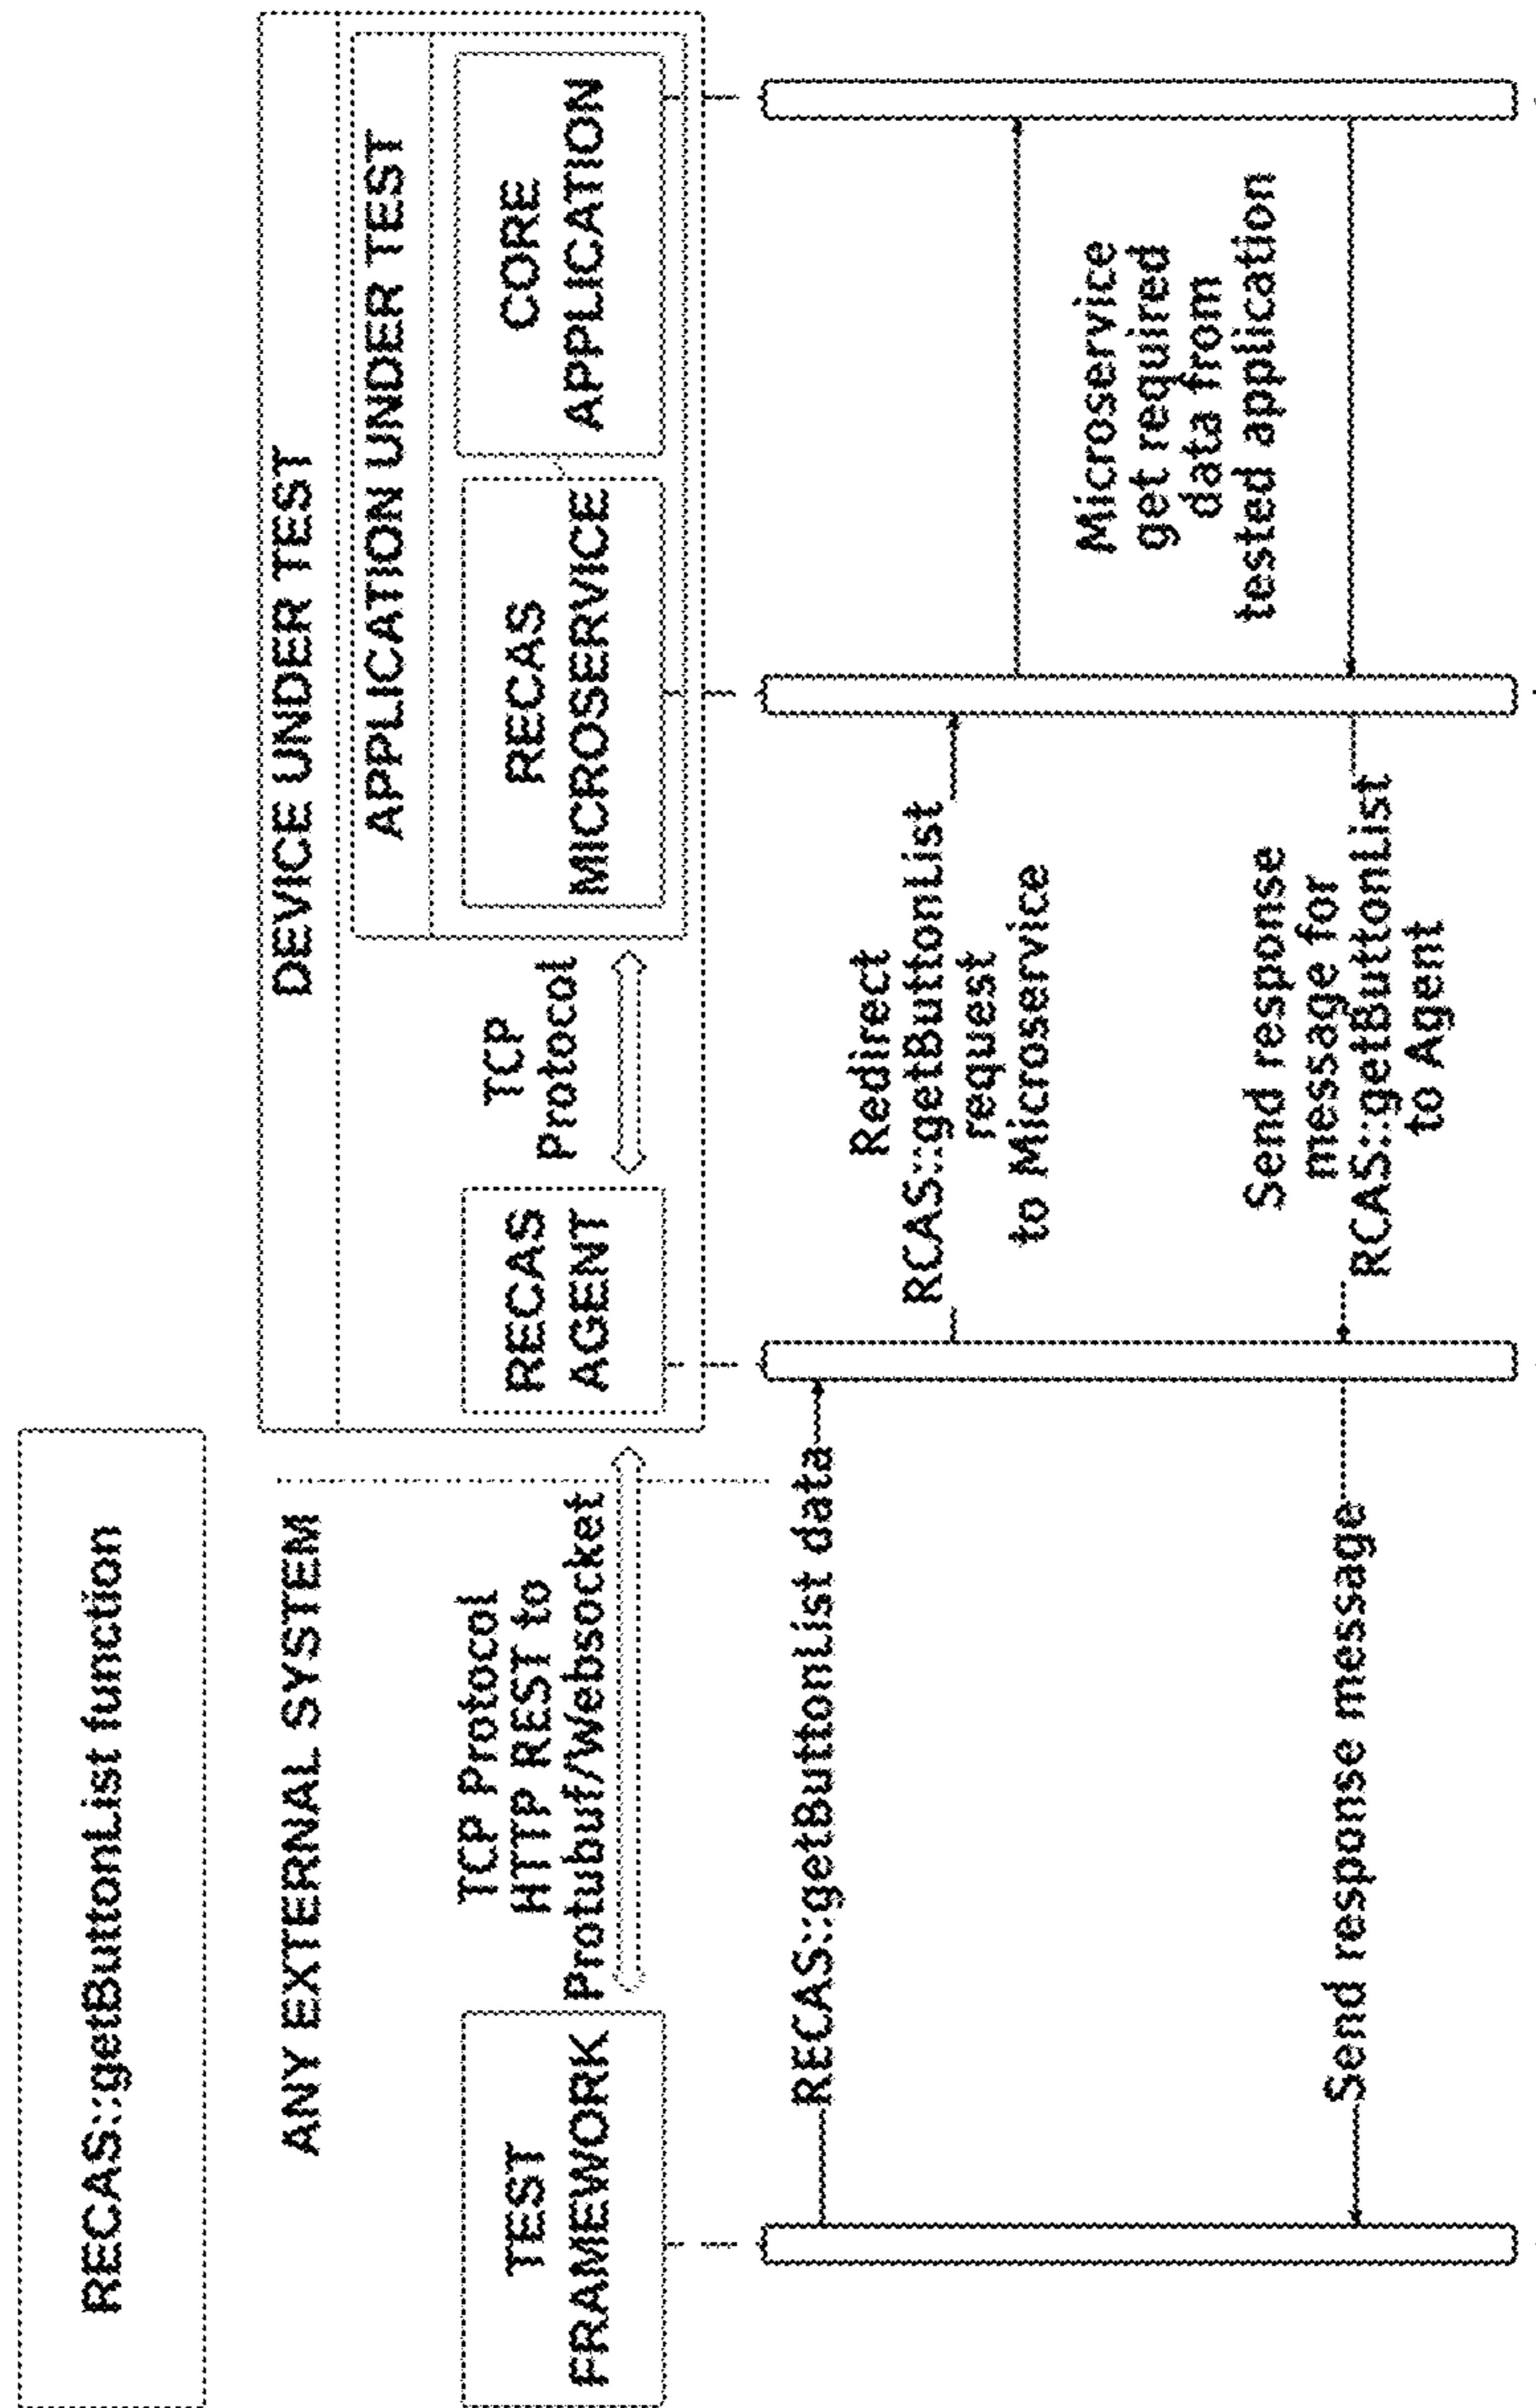 RECAS::getButtonList function
ANY EXTERNAL SYSTEM
DEVICE UNDER TEST
APPLICATION UNDER TEST
TEST
FRAMEWORK
TCP Protocol
HTTP REST to
Protubuf/Websocket
RECAS
AGENT
TCP
Protocol
RECAS
MICROSERVICE
CORE
APPLICATION
RECAS::getButtonList data
Redirect
RCAS::getButtonList
request
to Microservice
Microservice
get required
data from
tested application
Send response
message for
RCAS::getButtonList
to Agent
Send response message